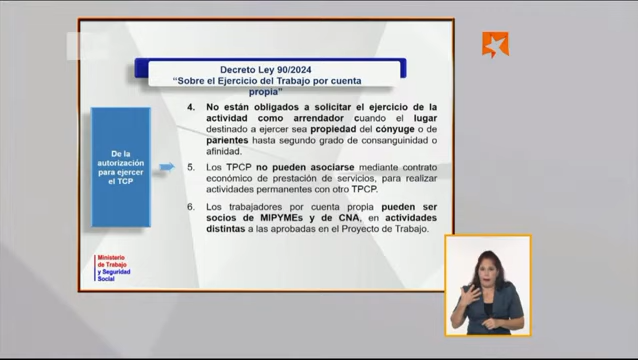 Decreto Ley 90/2024
“Sobre el Ejercicio del Trabajo por cuenta
propia”
De la
autorización
para ejercer
el TCP
4. No están obligados a solicitar el ejercicio de la
actividad como arrendador cuando el lugar
destinado a ejercer sea propiedad del cónyuge o de
parientes hasta segundo grado de consanguinidad o
afinidad.
5. Los TPCP no pueden asociarse mediante contrato
económico de prestación de servicios, para realizar
actividades permanentes con otro TPCP.
6. Los trabajadores por cuenta propia pueden ser
socios de MIPYMEs y de CNA, en actividades
distintas a las aprobadas en el Proyecto de Trabajo.
Ministerio
de Trabajo
y Seguridad
Social